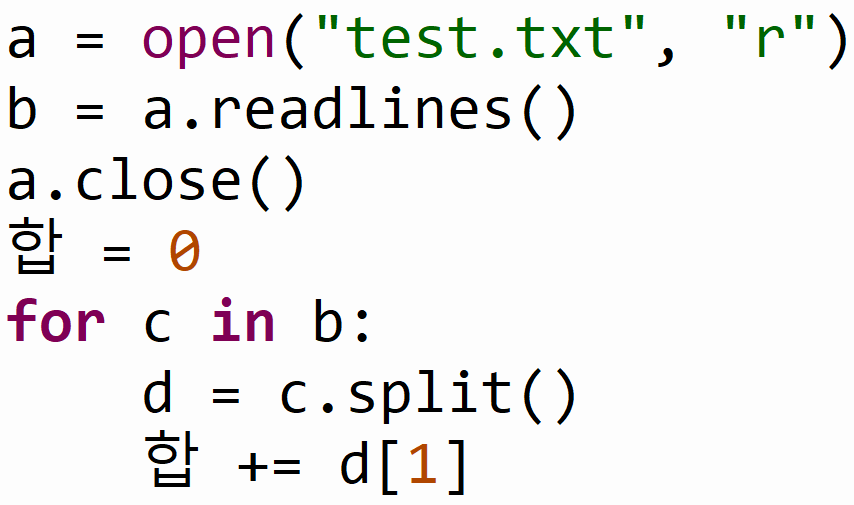 a = open("test.txt", "r")
b = a.readlines()
a.close()
합 = 0
for c in b:
    d = c.split()
    합 += d[1]